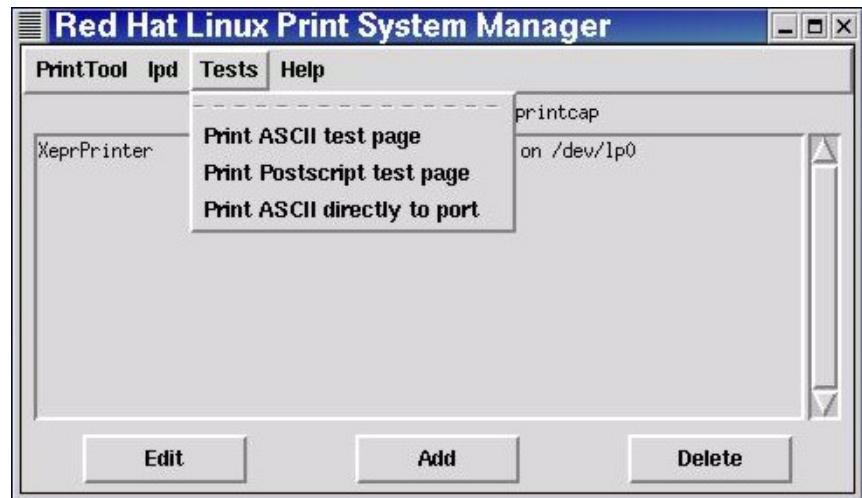 Red Hat Linux Print System Manager
PrintTool lpd Tests Help
printcap
XeprPrinter on /dev/lp0
Print ASCII test page
Print Postscript test page
Print ASCII directly to port
Edit Add Delete